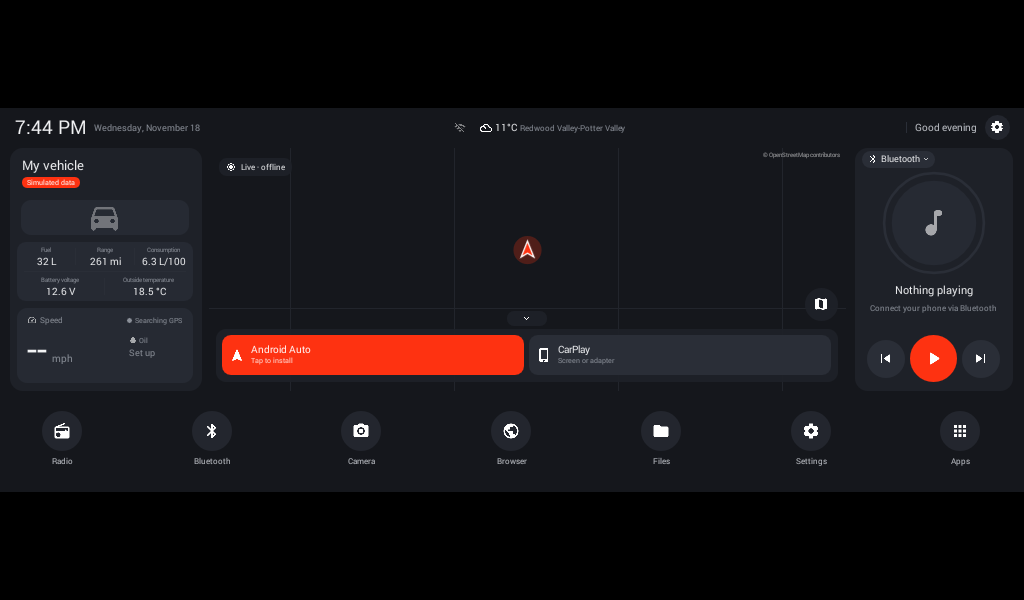 7:44 PM
Wednesday, November 18
11°C Redwood Valley-Potter Valley
Good evening
My vehicle
Simulated data
Fuel
32 L
Range
261 mi
Consumption
6.3 L/100
Battery voltage
12.6 V
Outside temperature
18.5 °C
Speed
Searching GPS
-- mph
Oil
Set up
Live · offline
© OpenStreetMap contributors
Android Auto
Tap to install
CarPlay
Screen or adapter
Bluetooth
Nothing playing
Connect your phone via Bluetooth
Radio
Bluetooth
Camera
Browser
Files
Settings
Apps